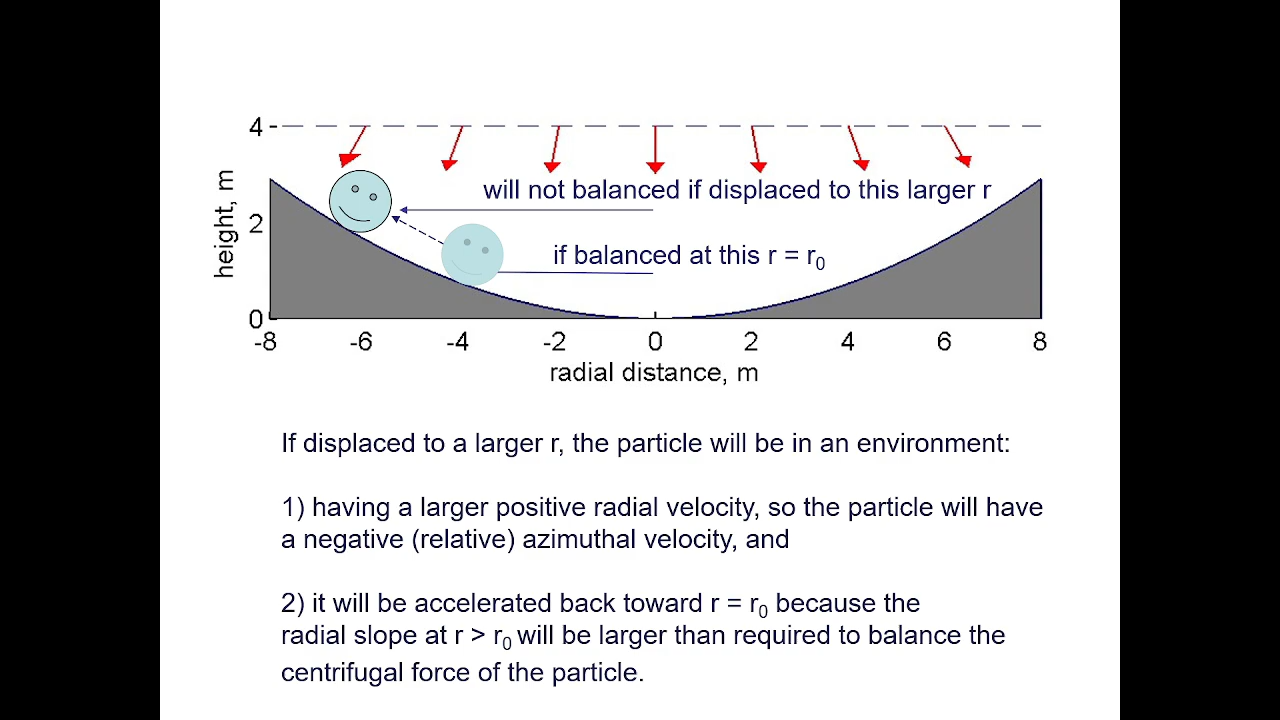 4
will not balanced if displaced to this larger r
height, m
2
if balanced at this r = r₀
0
-8 -6 -4 -2 0 2 4 6 8
radial distance, m
If displaced to a larger r, the particle will be in an environment:
1) having a larger positive radial velocity, so the particle will have
a negative (relative) azimuthal velocity, and
2) it will be accelerated back toward r = r₀ because the
radial slope at r > r₀ will be larger than required to balance the
centrifugal force of the particle.